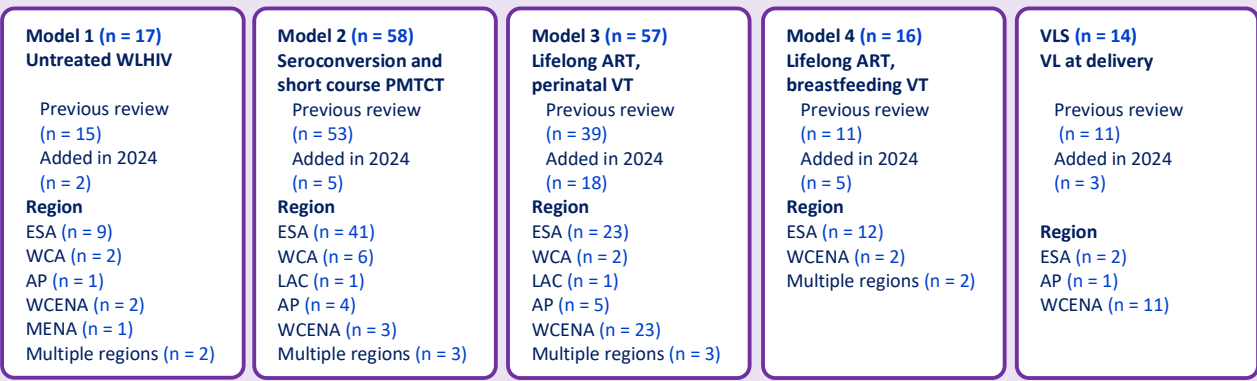 Model 1 (n = 17)
Untreated WLHIV
Previous review
(n = 15)
Added in 2024
(n = 2)
Region
ESA (n = 9)
WCA (n = 2)
AP (n = 1)
WCENA (n = 2)
MENA (n = 1)
Multiple regions (n = 2)
Model 2 (n = 58)
Seroconversion and
short course PMTCT
Previous review
(n = 53)
Added in 2024
(n = 5)
Region
ESA (n = 41)
WCA (n = 6)
LAC (n = 1)
AP (n = 4)
WCENA (n = 3)
Multiple regions (n = 3)
Model 3 (n = 57)
Lifelong ART,
perinatal VT
Previous review
(n = 39)
Added in 2024
(n = 18)
Region
ESA (n = 23)
WCA (n = 2)
LAC (n = 1)
AP (n = 5)
WCENA (n = 23)
Multiple regions (n = 3)
Model 4 (n = 16)
Lifelong ART,
breastfeeding VT
Previous review
(n = 11)
Added in 2024
(n = 5)
Region
ESA (n = 12)
WCENA (n = 2)
Multiple regions (n = 2)
VLS (n = 14)
VL at delivery
Previous review
(n = 11)
Added in 2024
(n = 3)
Region
ESA (n = 2)
AP (n = 1)
WCENA (n = 11)